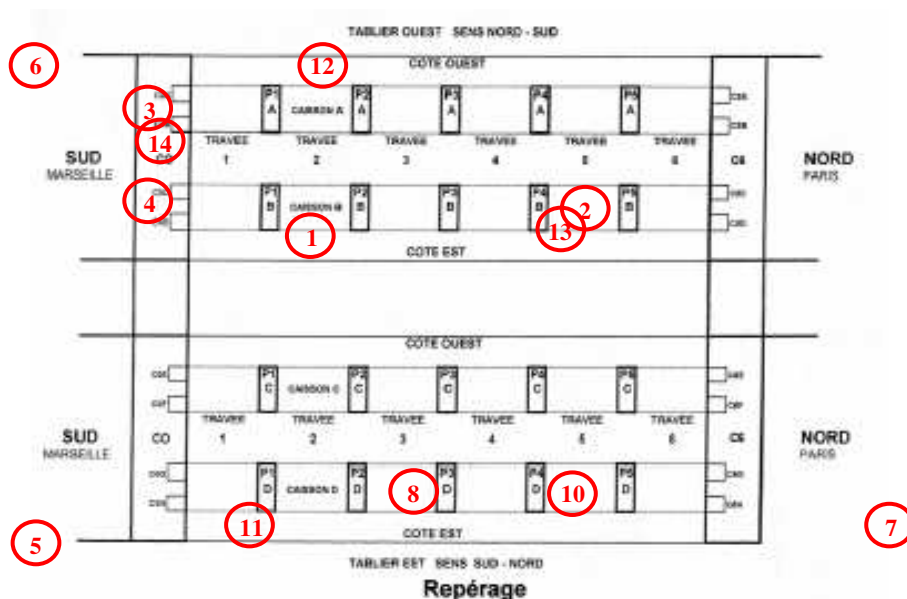 TABLIER OUEST SENS NORD - SUD
6
12
COTE OUEST
P1 A
P2 A
P3 A
P4 A
P5 A
CAISSON A
3
14
TRAVEE TRAVEE TRAVEE TRAVEE TRAVEE TRAVEE
1 2 3 4 5 6
SUD
MARSEILLE
NORD
PARIS
4
P1 B
P2 B
P3 B
P4 B
P5 B
CAISSON B
2
13
1
COTE EST
COTE OUEST
P1 C
P2 C
P3 C
P4 C
P5 C
CAISSON C
TRAVEE TRAVEE TRAVEE TRAVEE TRAVEE TRAVEE
CO 1 2 3 4 5 6
SUD
MARSEILLE
NORD
PARIS
P1 D
P2 D
P3 D
P4 D
P5 D
CAISSON D
8
10
11
7
5
COTE EST
TABLIER EST SENS SUD - NORD
Repérage